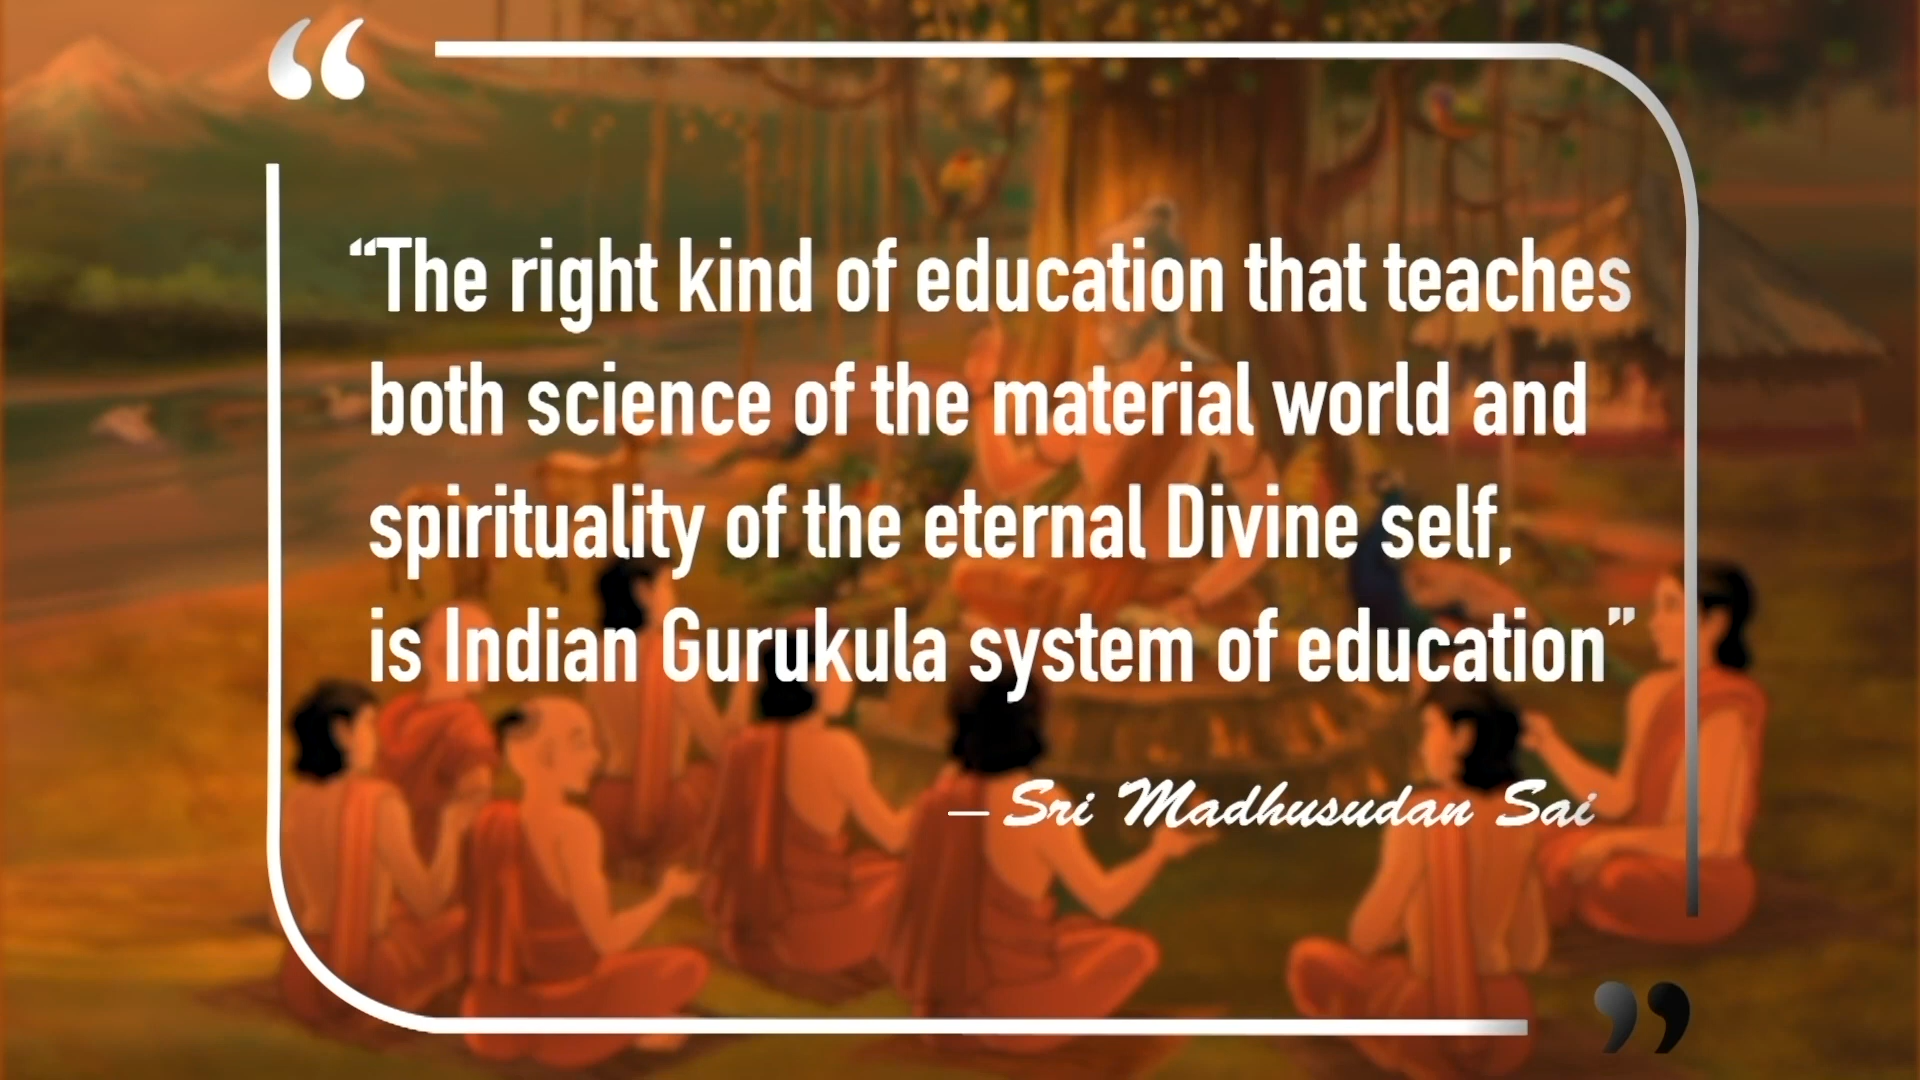 “The right kind of education that teaches
both science of the material world and
spirituality of the eternal Divine self,
is Indian Gurukula system of education”
— Sri Madhusudan Sai